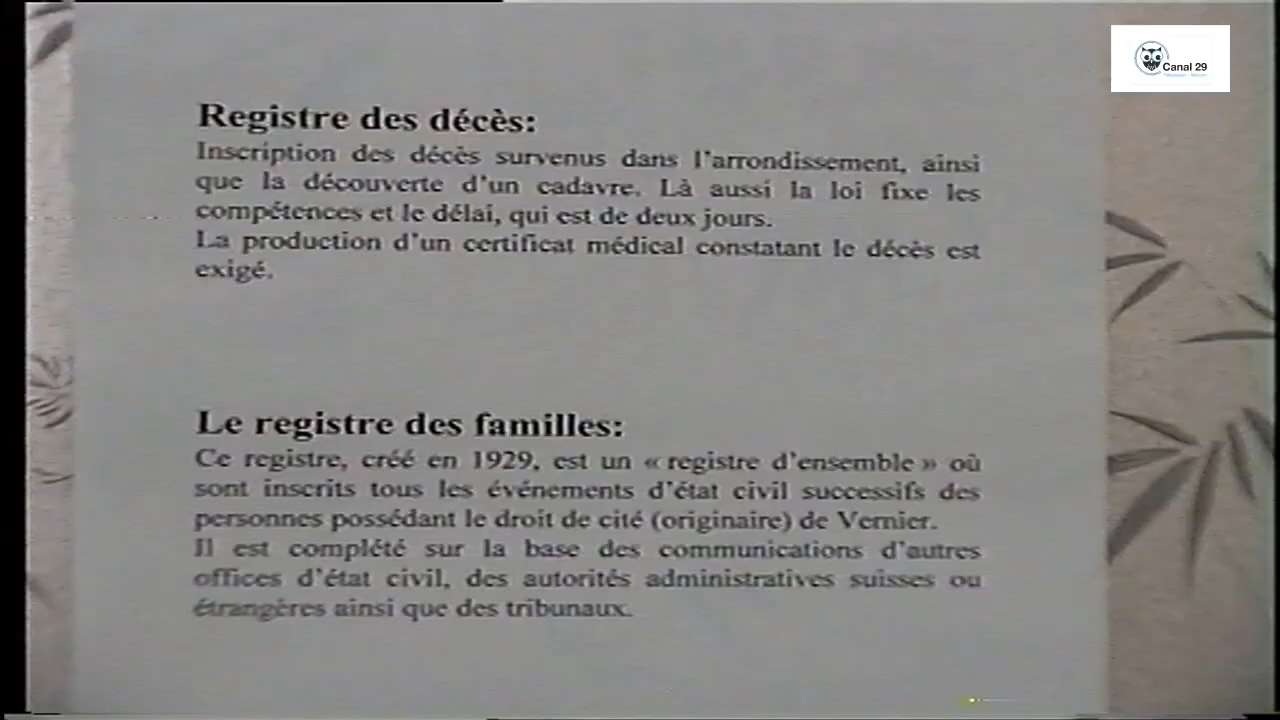 Canal 29
Registre des décès:
Inscription des décès survenus dans l'arrondissement, ainsi
que la découverte d'un cadavre. Là aussi la loi fixe les
compétences et le délai, qui est de deux jours.
La production d'un certificat médical constatant le décès est
exigé.
Le registre des familles:
Ce registre, créé en 1929, est un « registre d'ensemble » où
sont inscrits tous les événements d'état civil successifs des
personnes possédant le droit de cité (originaire) de Vernier.
Il est complété sur la base des communications d'autres
offices d'état civil, des autorités administratives suisses ou
étrangères ainsi que des tribunaux.